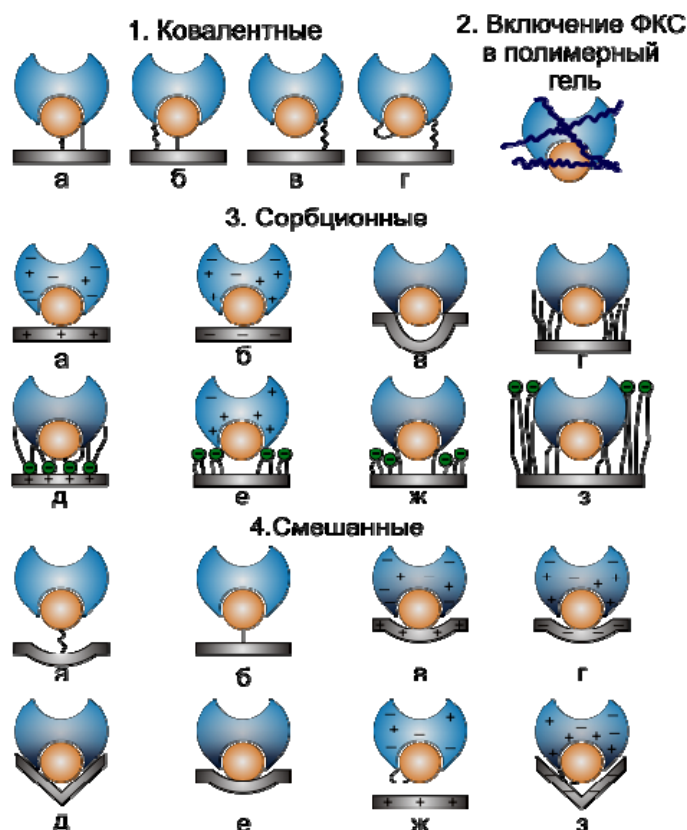 1. Ковалентные
2. Включение ФКС
в полимерный
гель
а б в г
3. Сорбционные
а б в г
д е ж з
4.Смешанные
а б в г
д е ж з